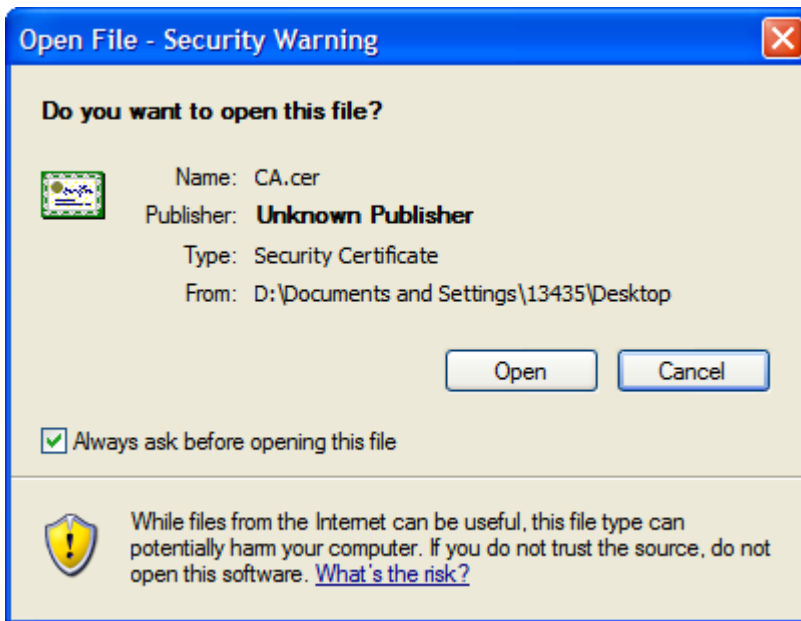 Open File - Security Warning
Do you want to open this file?
Name: CA.cer
Publisher: Unknown Publisher
Type: Security Certificate
From: D:\Documents and Settings\13435\Desktop
Open Cancel
Always ask before opening this file
While files from the Internet can be useful, this file type can
potentially harm your computer. If you do not trust the source, do not
open this software. What's the risk?